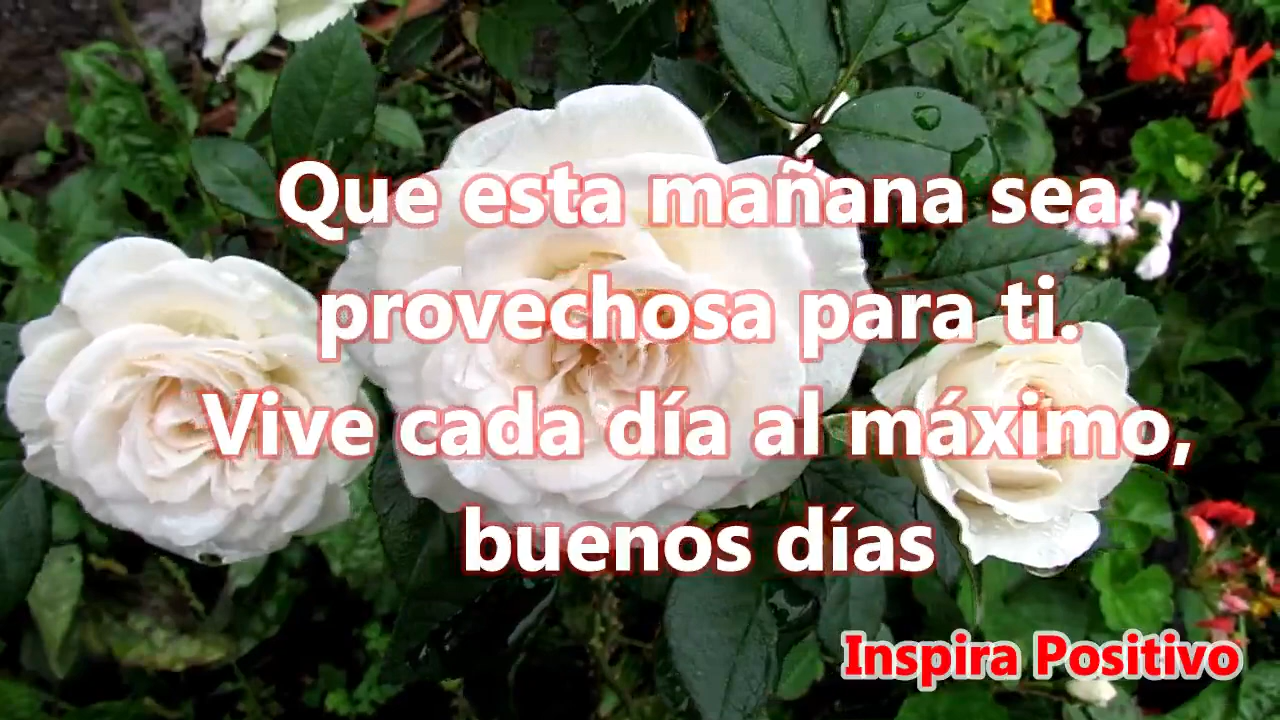 Que esta mañana sea
provechosa para ti.
Vive cada día al máximo,
buenos días
Inspira Positivo